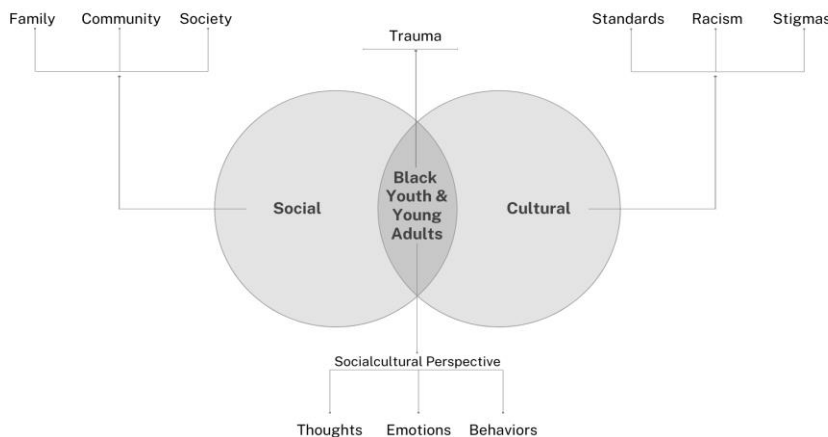 Family Community Society
Standards Racism Stigmas
Trauma
Social
Black
Youth &
Young
Adults
Cultural
Socialcultural Perspective
Thoughts Emotions Behaviors